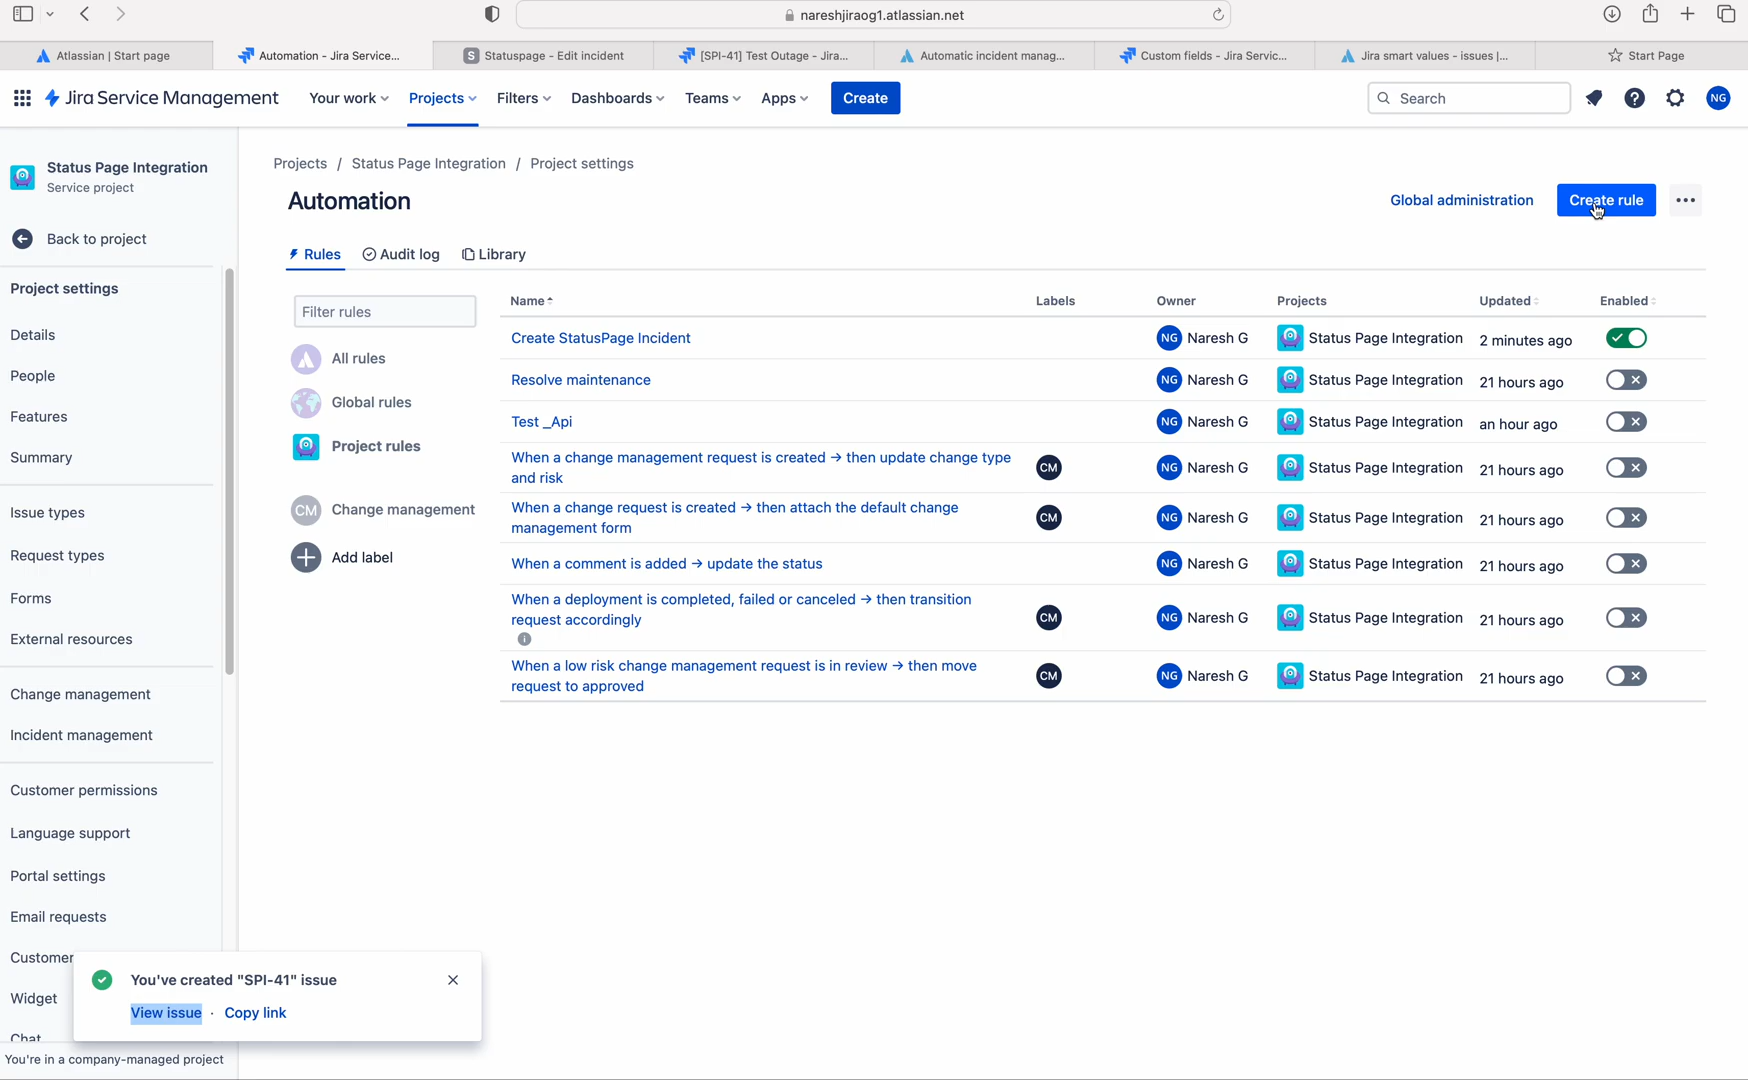 nareshjiraog1.atlassian.net
Atlassian | Start page
Automation - Jira Service...
S Statuspage - Edit incident
[SPI-41] Test Outage - Jira...
Automatic incident manag...
Custom fields - Jira Servic...
Jira smart values - issues |...
Start Page
Jira Service Management
Your work
Projects
Filters
Dashboards
Teams
Apps
Create
Search
NG
Status Page Integration
Service project
Back to project
Project settings
Details
People
Features
Summary
Issue types
Request types
Forms
External resources
Change management
Incident management
Customer permissions
Language support
Portal settings
Email requests
Customer
Widget
Chat
You're in a company-managed project
Projects / Status Page Integration / Project settings
Automation
Global administration
Create rule
Rules
Audit log
Library
Filter rules
All rules
Global rules
Project rules
CM Change management
Add label
Name Labels Owner Projects Updated Enabled
Create StatusPage Incident NG Naresh G Status Page Integration 2 minutes ago
Resolve maintenance NG Naresh G Status Page Integration 21 hours ago
Test _Api NG Naresh G Status Page Integration an hour ago
When a change management request is created → then update change type
and risk
CM NG Naresh G Status Page Integration 21 hours ago
When a change request is created → then attach the default change
management form
CM NG Naresh G Status Page Integration 21 hours ago
When a comment is added → update the status NG Naresh G Status Page Integration 21 hours ago
When a deployment is completed, failed or canceled → then transition
request accordingly
CM NG Naresh G Status Page Integration 21 hours ago
When a low risk change management request is in review → then move
request to approved
CM NG Naresh G Status Page Integration 21 hours ago
You've created "SPI-41" issue
View issue · Copy link